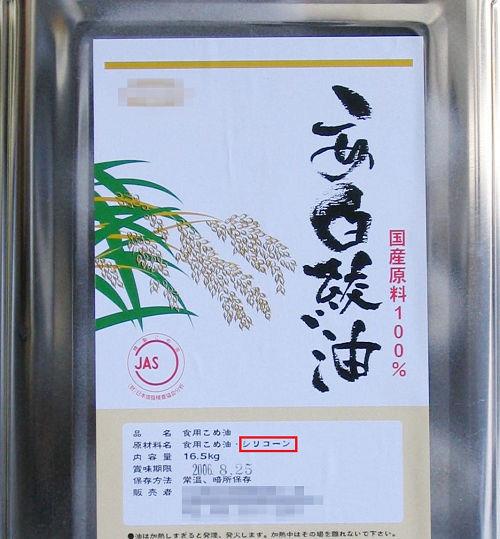 こめ白絞油
国産原料100%
JAS
品名 食用こめ油
原材料名 食用こめ油・シリコーン
内容量 16.5kg
賞味期限 2006.8.25
保存方法 常温、暗所保存
販売者
●油は加熱しすぎると発煙、発火します。加熱中はその場を離れないで下さい。